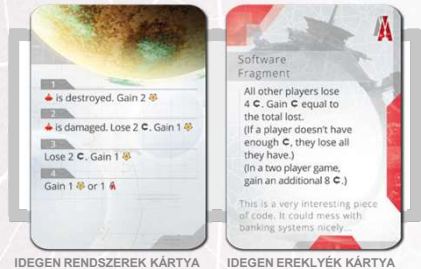 1
is destroyed. Gain 2
2
is damaged. Lose 2 C. Gain 1
3
Lose 2 C. Gain 1
4
Gain 1 or 1
IDEGEN RENDSZEREK KÁRTYA
Software
Fragment
All other players lose
4 C. Gain C equal to
the total lost.
(If a player doesn't have
enough C, they lose all
they have.)
(In a two player game,
gain an additional 8 C.)
This is a very interesting piece
of code. It could mess with
banking systems nicely...
IDEGEN EREKLYÉK KÁRTYA